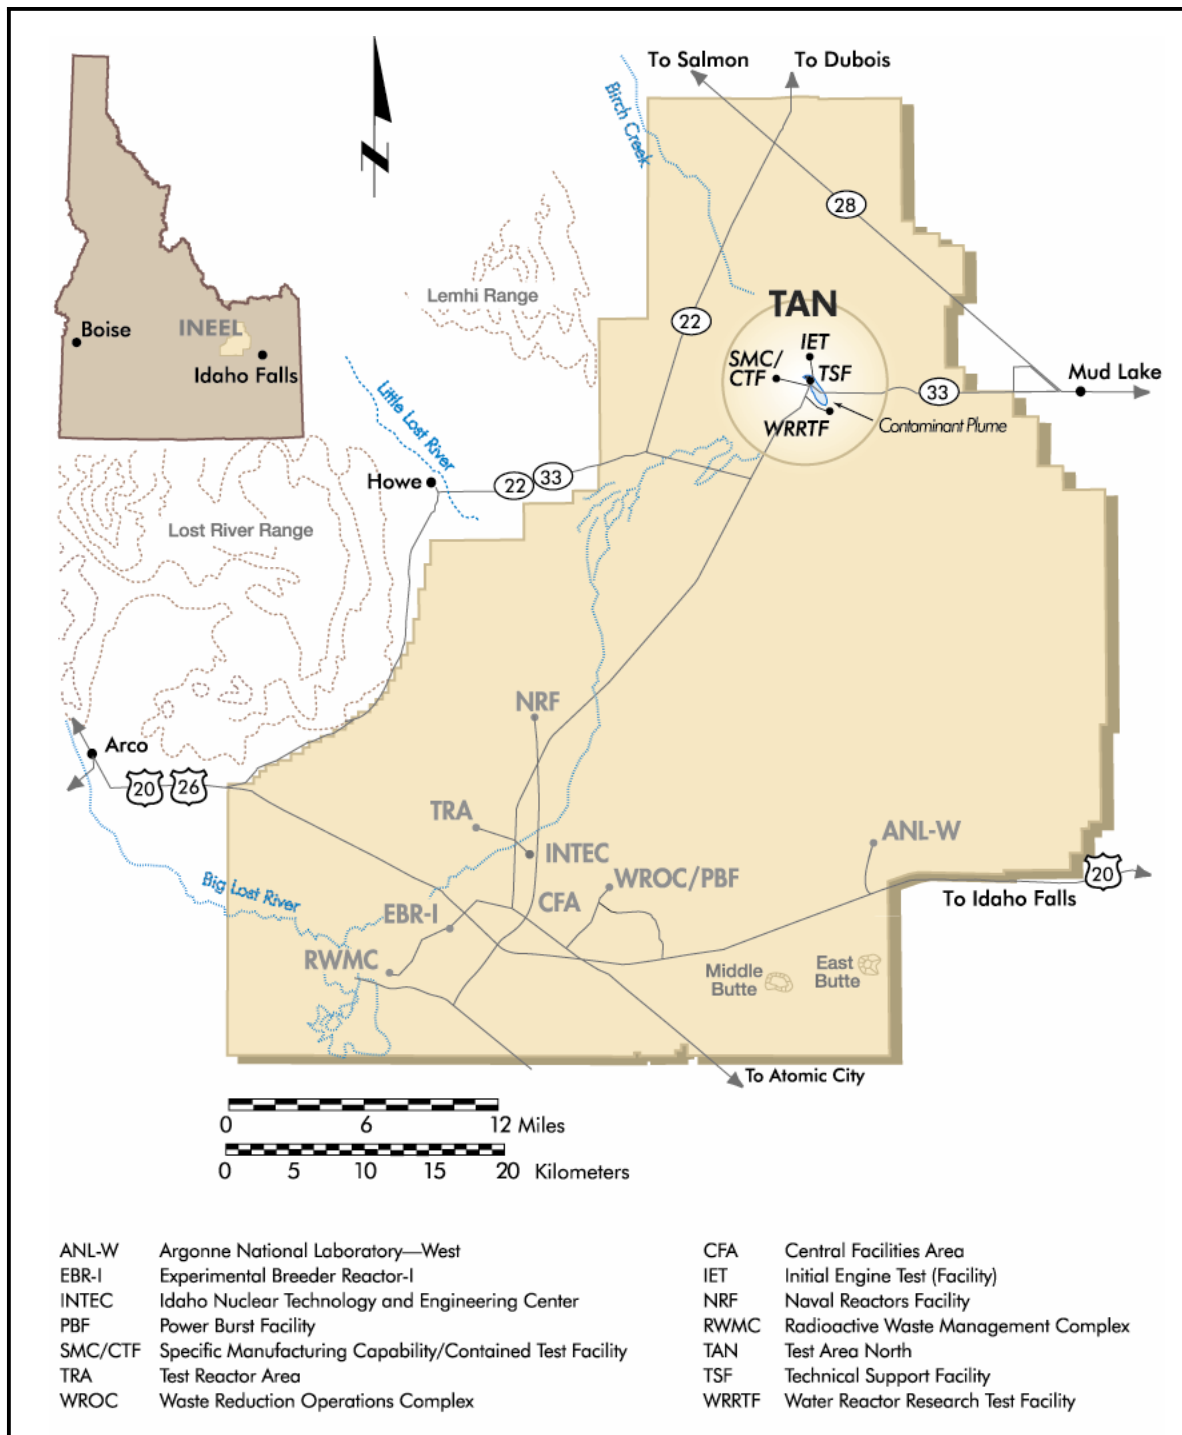 To Salmon
To Dubois
Birch Creek
N
28
Boise
INEEL
Idaho Falls
Lemhi Range
22
TAN
IET
SMC/
CTF
TSF
WRRTF
33
Contaminant Plume
Mud Lake
Little Lost River
Howe
22
33
Lost River Range
NRF
Arco
20
26
TRA
INTEC
ANL-W
WROC/PBF
20
To Idaho Falls
Big Lost River
EBR-I
CFA
RWMC
Middle
Butte
East
Butte
To Atomic City
0 6 12 Miles
0 5 10 15 20 Kilometers
ANL-W Argonne National Laboratory—West
EBR-I Experimental Breeder Reactor-I
INTEC Idaho Nuclear Technology and Engineering Center
PBF Power Burst Facility
SMC/CTF Specific Manufacturing Capability/Contained Test Facility
TRA Test Reactor Area
WROC Waste Reduction Operations Complex
CFA Central Facilities Area
IET Initial Engine Test (Facility)
NRF Naval Reactors Facility
RWMC Radioactive Waste Management Complex
TAN Test Area North
TSF Technical Support Facility
WRRTF Water Reactor Research Test Facility